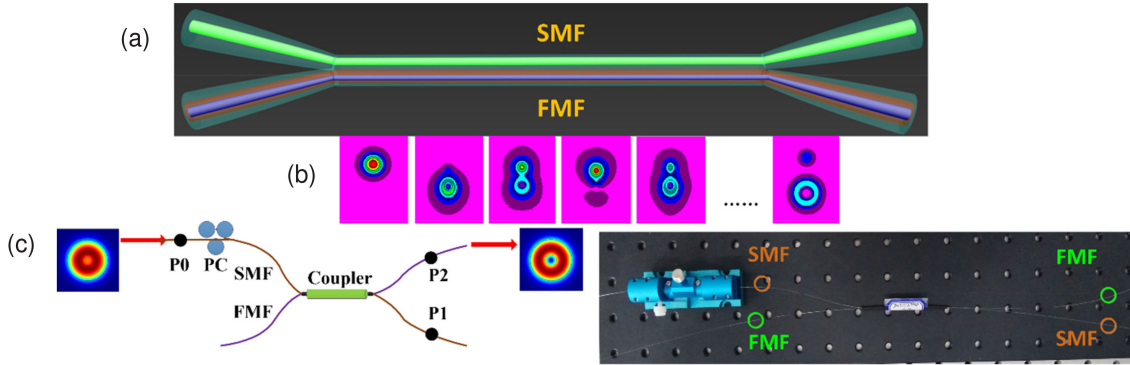 (a)
SMF
FMF
(b)
......
(c)
P0
PC
SMF
FMF
Coupler
P2
P1
SMF
FMF
FMF
SMF